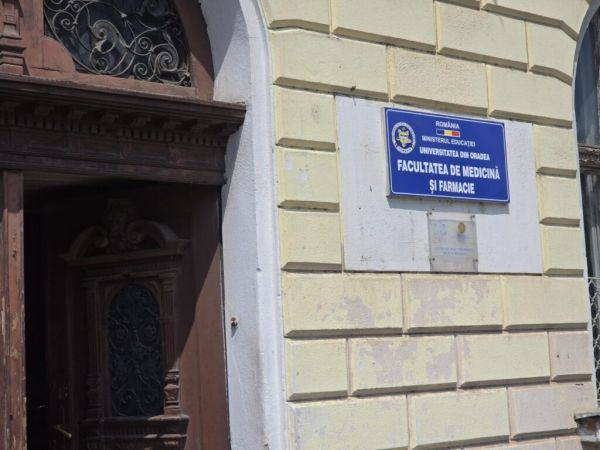 ROMÂNIA
MINISTERUL EDUCAȚIEI
UNIVERSITATEA DIN ORADEA
FACULTATEA DE MEDICINĂ
ȘI FARMACIE